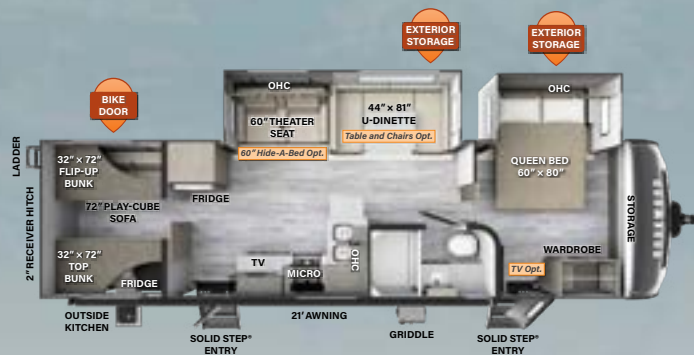 EXTERIOR
STORAGE
EXTERIOR
STORAGE
BIKE
DOOR
OHC
60" THEATER
SEAT
60" Hide-A-Bed Opt.
44" x 81"
U-DINETTE
Table and Chairs Opt.
OHC
QUEEN BED
60" x 80"
LADDER
2" RECEIVER HITCH
32" x 72"
FLIP-UP
BUNK
72" PLAY-CUBE
SOFA
FRIDGE
32" x 72"
TOP
BUNK
FRIDGE
TV
MICRO
OHC
STORAGE
WARDROBE
TV Opt.
OUTSIDE
KITCHEN
SOLID STEP®
ENTRY
21' AWNING
GRIDDLE
SOLID STEP®
ENTRY